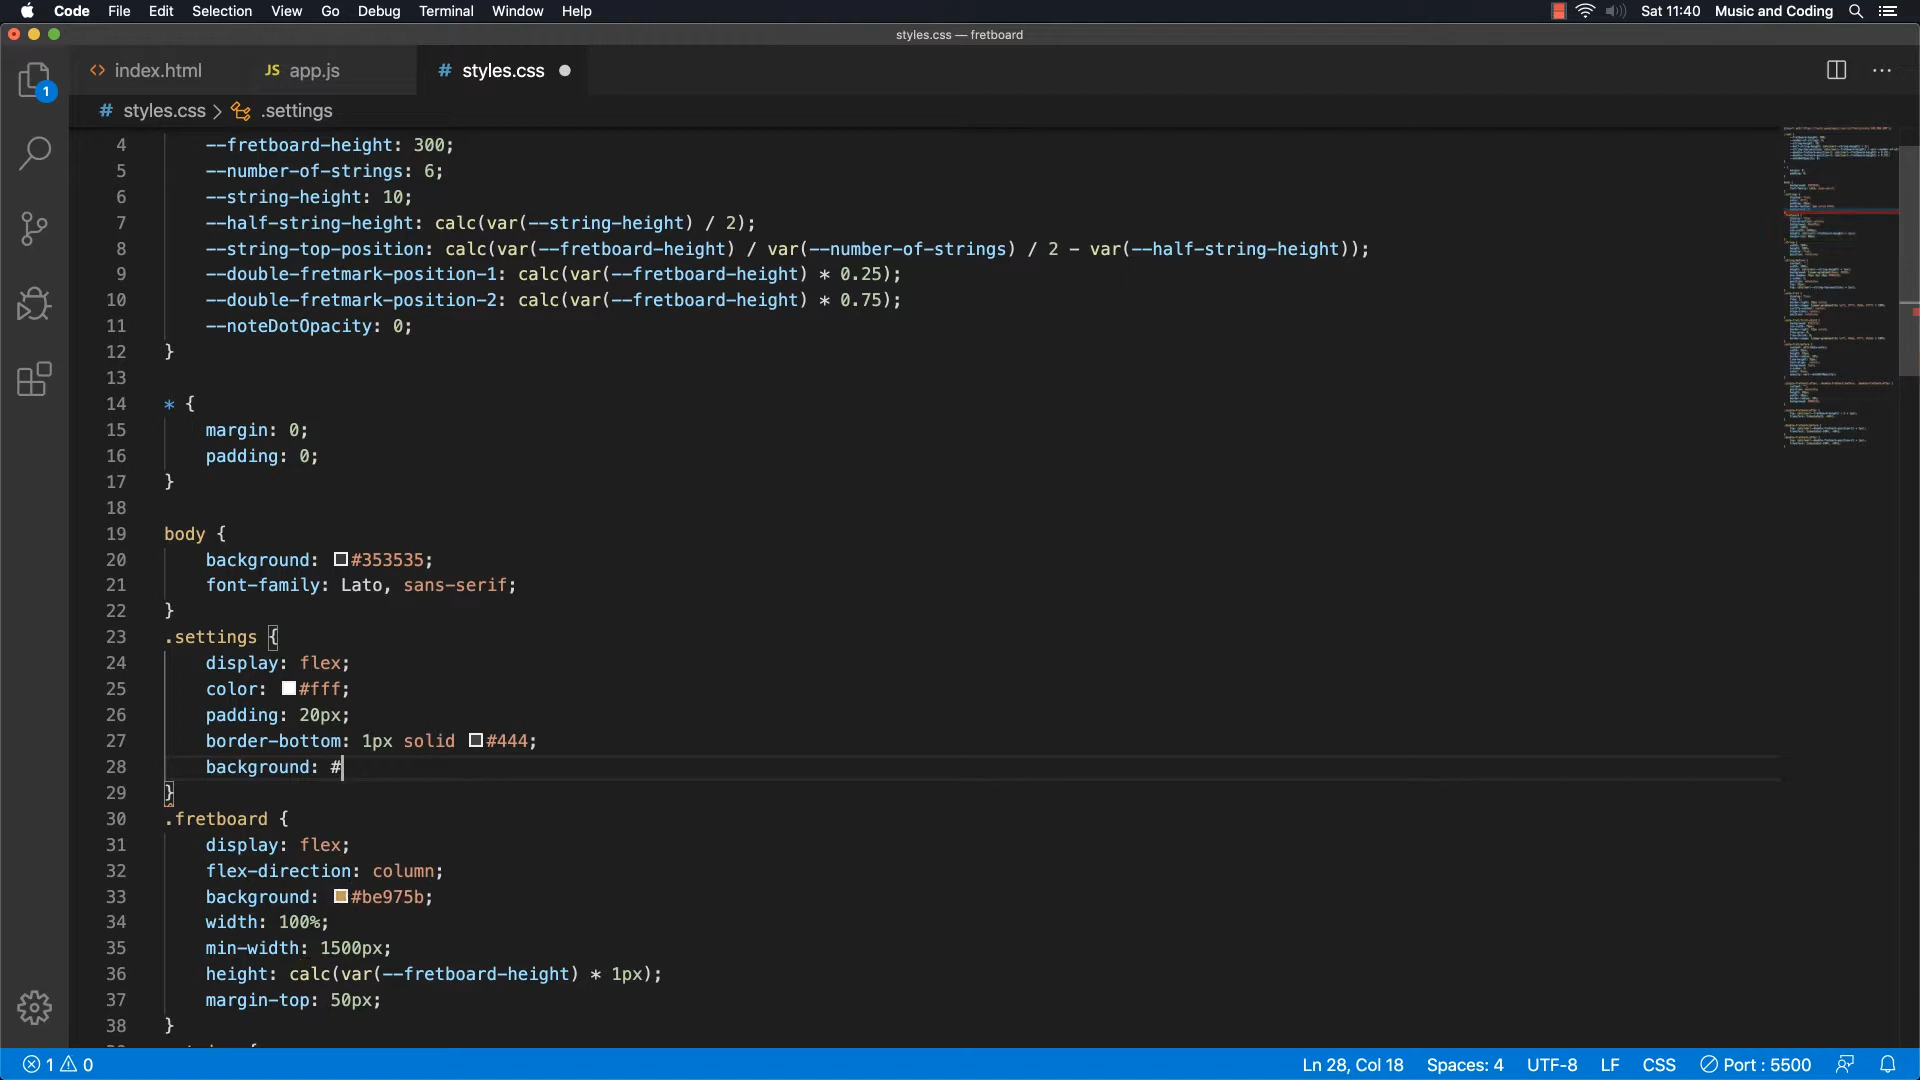 Code File Edit Selection View Go Debug Terminal Window Help Sat 11:40 Music and Coding
styles.css — fretboard
1
<> index.html JS app.js # styles.css
# styles.css > .settings
4 --fretboard-height: 300;
5 --number-of-strings: 6;
6 --string-height: 10;
7 --half-string-height: calc(var(--string-height) / 2);
8 --string-top-position: calc(var(--fretboard-height) / var(--number-of-strings) / 2 - var(--half-string-height));
9 --double-fretmark-position-1: calc(var(--fretboard-height) * 0.25);
10 --double-fretmark-position-2: calc(var(--fretboard-height) * 0.75);
11 --noteDotOpacity: 0;
12 }
13
14 * {
15 margin: 0;
16 padding: 0;
17 }
18
19 body {
20 background: #353535;
21 font-family: Lato, sans-serif;
22 }
23 .settings {
24 display: flex;
25 color: #fff;
26 padding: 20px;
27 border-bottom: 1px solid #444;
28 background: #
29 }
30 .fretboard {
31 display: flex;
32 flex-direction: column;
33 background: #be975b;
34 width: 100%;
35 min-width: 1500px;
36 height: calc(var(--fretboard-height) * 1px);
37 margin-top: 50px;
38 }
1 0 Ln 28, Col 18 Spaces: 4 UTF-8 LF CSS Port : 5500